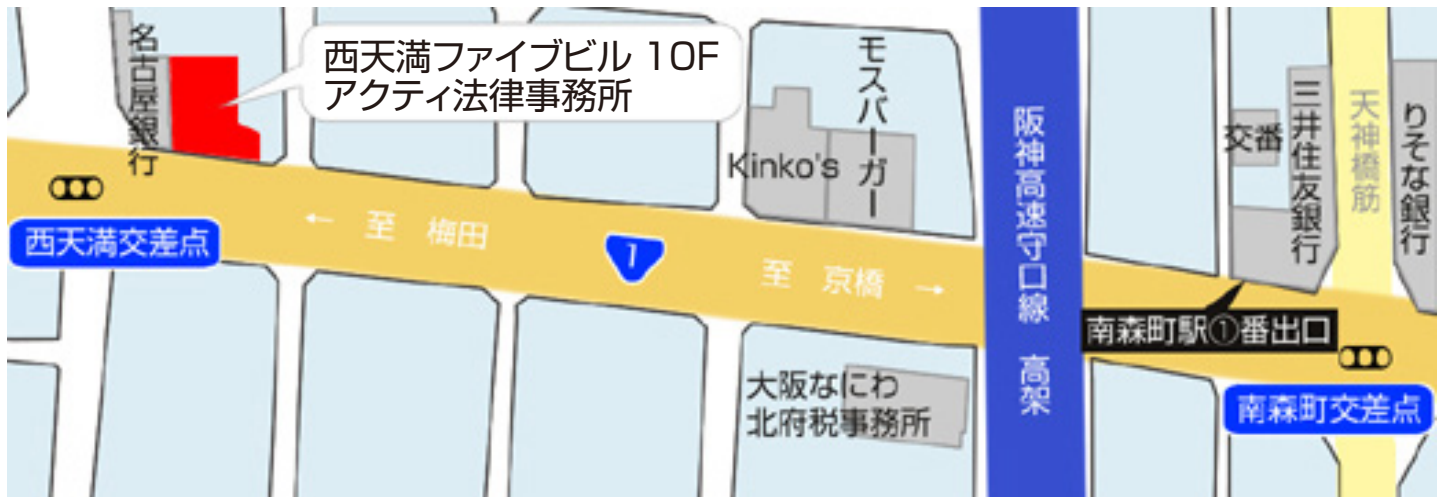 名古屋銀行
西天満ファイブビル 10F
アクティ法律事務所
モスバーガー
Kinko's
阪神高速守口線 高架
交番
三井住友銀行
天神橋筋
りそな銀行
西天満交差点
← 至 梅田
1
至 京橋 →
南森町駅①番出口
大阪なにわ
北府税事務所
南森町交差点